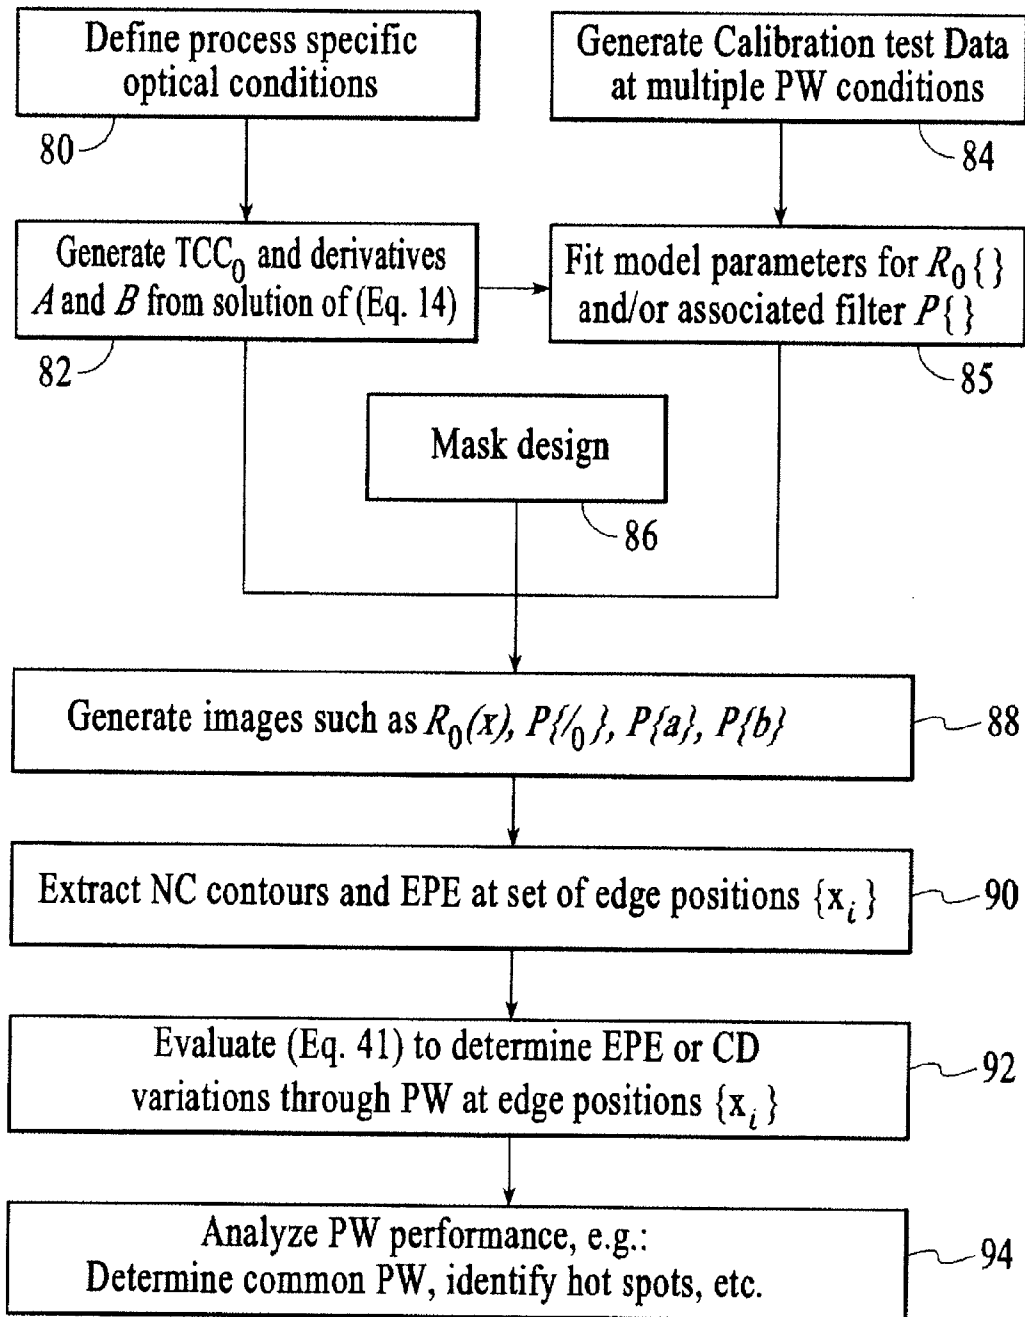 Define process specific
optical conditions
80
Generate Calibration test Data
at multiple PW conditions
84
Generate TCC₀ and derivatives
A and B from solution of (Eq. 14)
82
Fit model parameters for R₀{}
and/or associated filter P{}
85
Mask design
86
Generate images such as R₀(x), P{I₀}, P{a}, P{b}
88
Extract NC contours and EPE at set of edge positions {xᵢ}
90
Evaluate (Eq. 41) to determine EPE or CD
variations through PW at edge positions {xᵢ}
92
Analyze PW performance, e.g.:
Determine common PW, identify hot spots, etc.
94